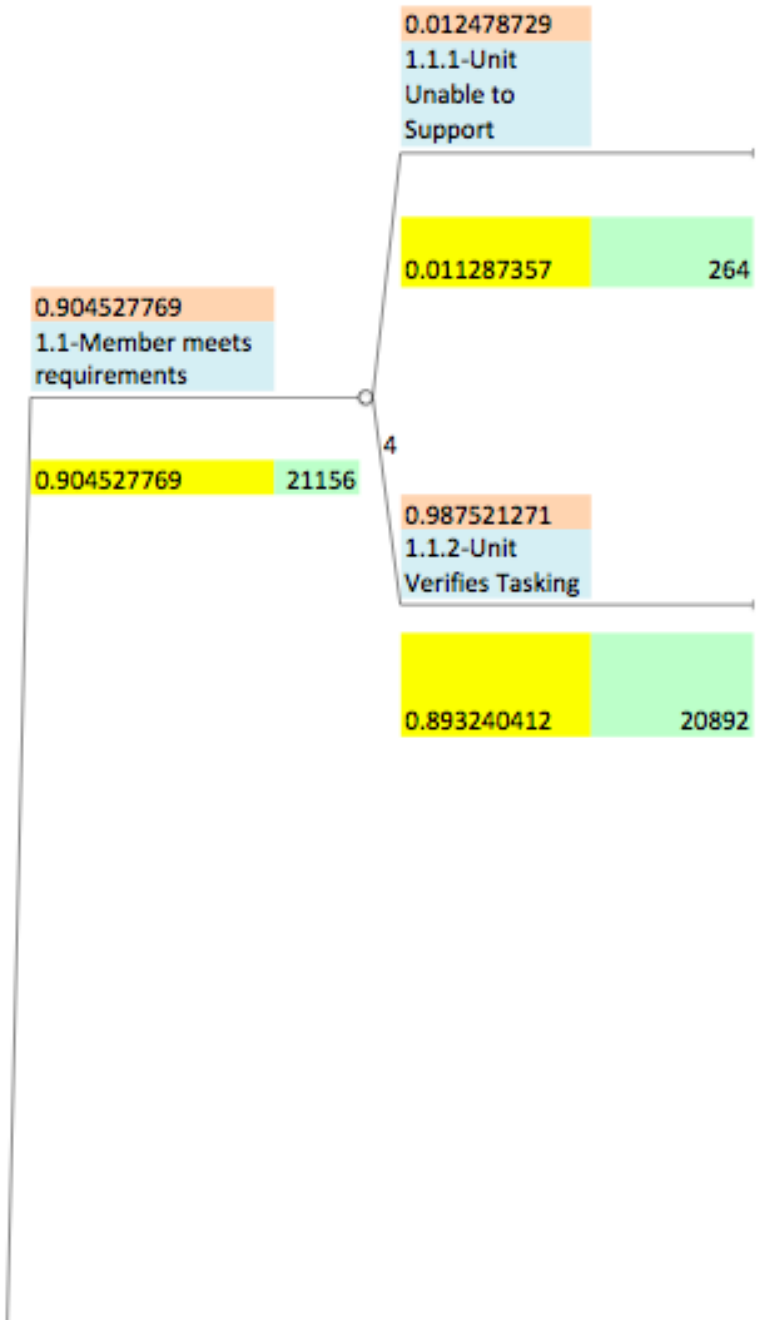 0.012478729
1.1.1-Unit
Unable to
Support
0.011287357 264
0.904527769
1.1-Member meets
requirements
4
0.904527769 21156
0.987521271
1.1.2-Unit
Verifies Tasking
0.893240412 20892